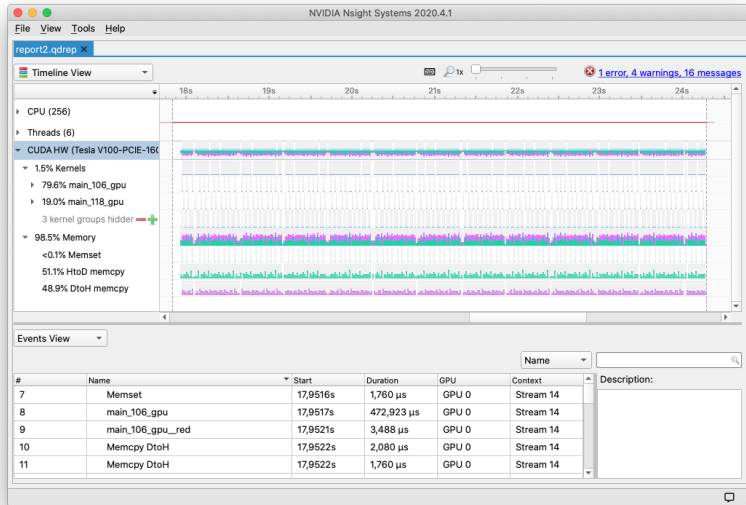 NVIDIA Nsight Systems 2020.4.1
File View Tools Help
report2.qdrep ×
Timeline View
1x
1 error, 4 warnings, 16 messages
18s 19s 20s 21s 22s 23s 24s
CPU (256)
Threads (6)
CUDA HW (Tesla V100-PCIE-16G
1.5% Kernels
79.6% main_106_gpu
19.0% main_118_gpu
3 kernel groups hidden
98.5% Memory
<0.1% Memset
51.1% HtoD memcpy
48.9% DtoH memcpy
Events View
Name
# Name Start Duration GPU Context Description:
7 Memset 17,9516s 1,760 μs GPU 0 Stream 14
8 main_106_gpu 17,9517s 472,923 μs GPU 0 Stream 14
9 main_106_gpu__red 17,9521s 3,488 μs GPU 0 Stream 14
10 Memcpy DtoH 17,9522s 2,080 μs GPU 0 Stream 14
11 Memcpy DtoH 17,9522s 1,760 μs GPU 0 Stream 14